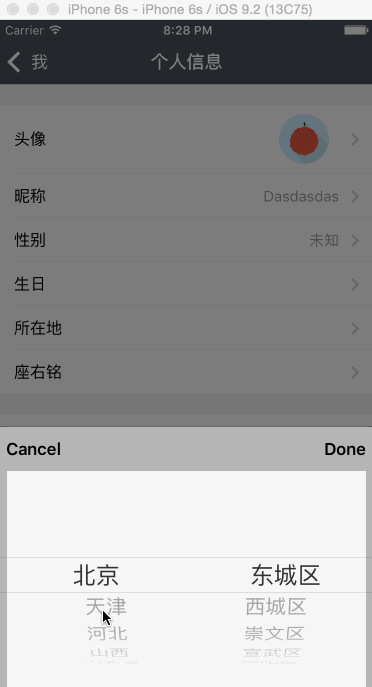 iPhone 6s - iPhone 6s / iOS 9.2 (13C75)
Carrier 8:28 PM
我 个人信息
头像
昵称 Dasdasdas
性别 未知
生日
所在地
座右铭
Cancel Done
北京 东城区
天津 西城区
河北 崇文区
山西 宣武区